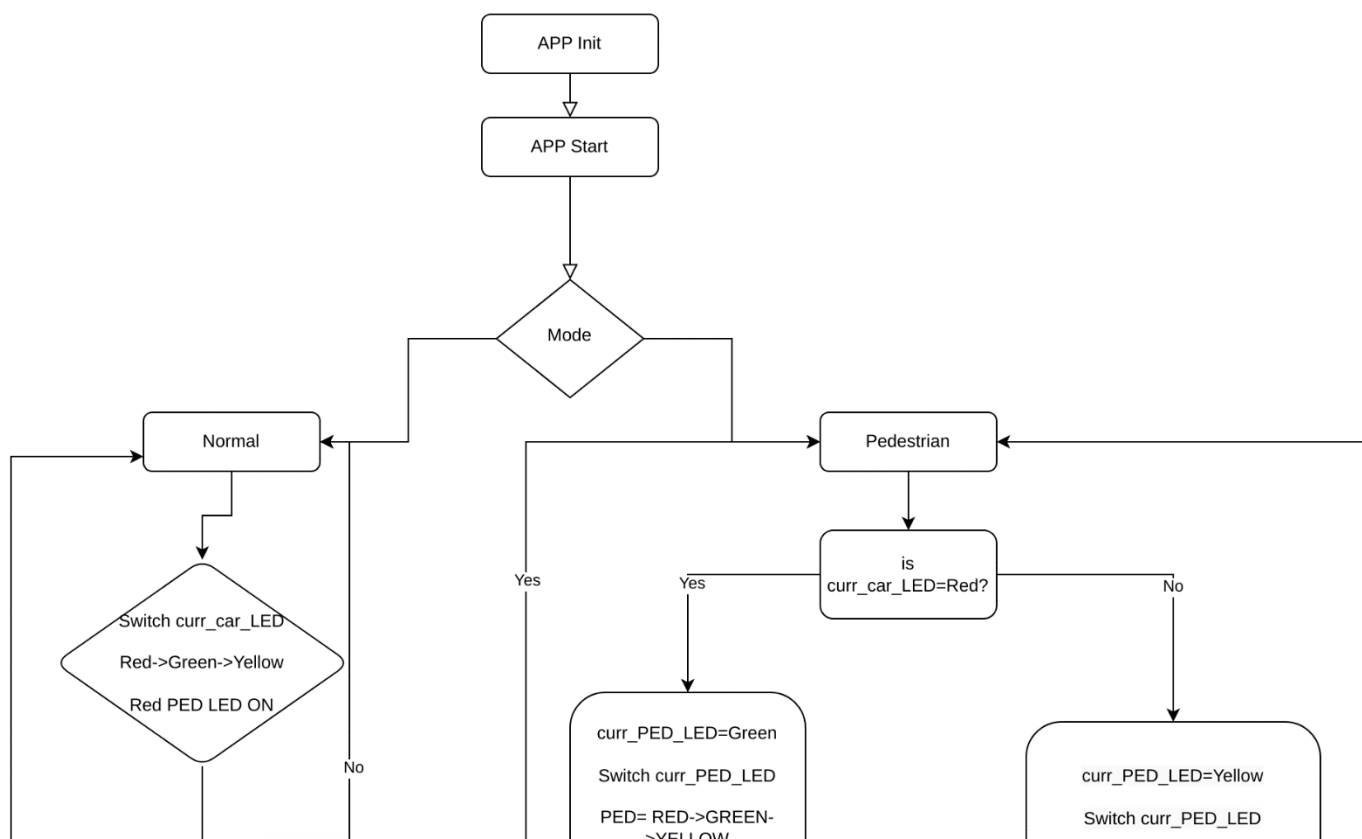 APP Init
APP Start
Mode
Normal
Pedestrian
is
curr_car_LED=Red?
Yes
Yes
No
Switch curr_car_LED
Red->Green->Yellow
Red PED LED ON
No
curr_PED_LED=Green
Switch curr_PED_LED
PED= RED->GREEN-
>YELLOW
curr_PED_LED=Yellow
Switch curr_PED_LED